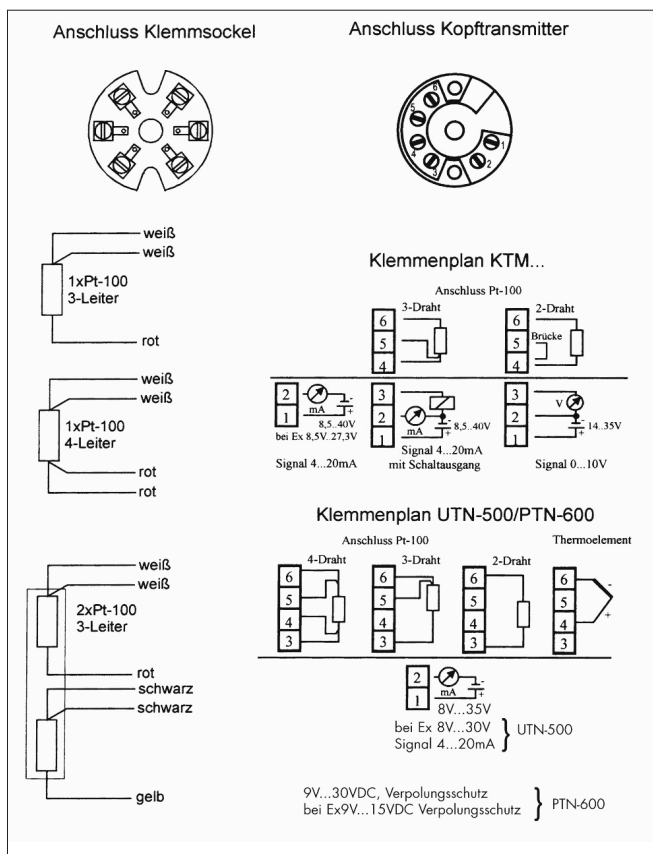 Anschluss Klemmsockel
Anschluss Kopftransmitter
6
5
4
3
1
2
weiß
weiß
1xPt-100
3-Leiter
rot
weiß
weiß
1xPt-100
4-Leiter
rot
rot
weiß
weiß
2xPt-100
3-Leiter
rot
schwarz
schwarz
gelb
Klemmenplan KTM...
Anschluss Pt-100
3-Draht
6
5
4
2-Draht
6
5
4
Brücke
2
1
mA
-
+
8,5..40V
bei Ex 8,5V. 27,3V
Signal 4...20mA
3
2
1
mA
-
+
8,5..40V
Signal 4...20mA
mit Schaltausgang
3
2
1
V
-
+
14..35V
Signal 0...10V
Klemmenplan UTN-500/PTN-600
Anschluss Pt-100
4-Draht
6
5
4
3
3-Draht
6
5
4
3
2-Draht
6
5
4
3
Thermoelement
6
5
4
3
-
+
2
1
mA
-
+
8V...35V
bei Ex 8V...30V
Signal 4...20mA
} UTN-500
9V...30VDC, Verpolungsschutz
bei Ex9V...15VDC Verpolungsschutz
} PTN-600